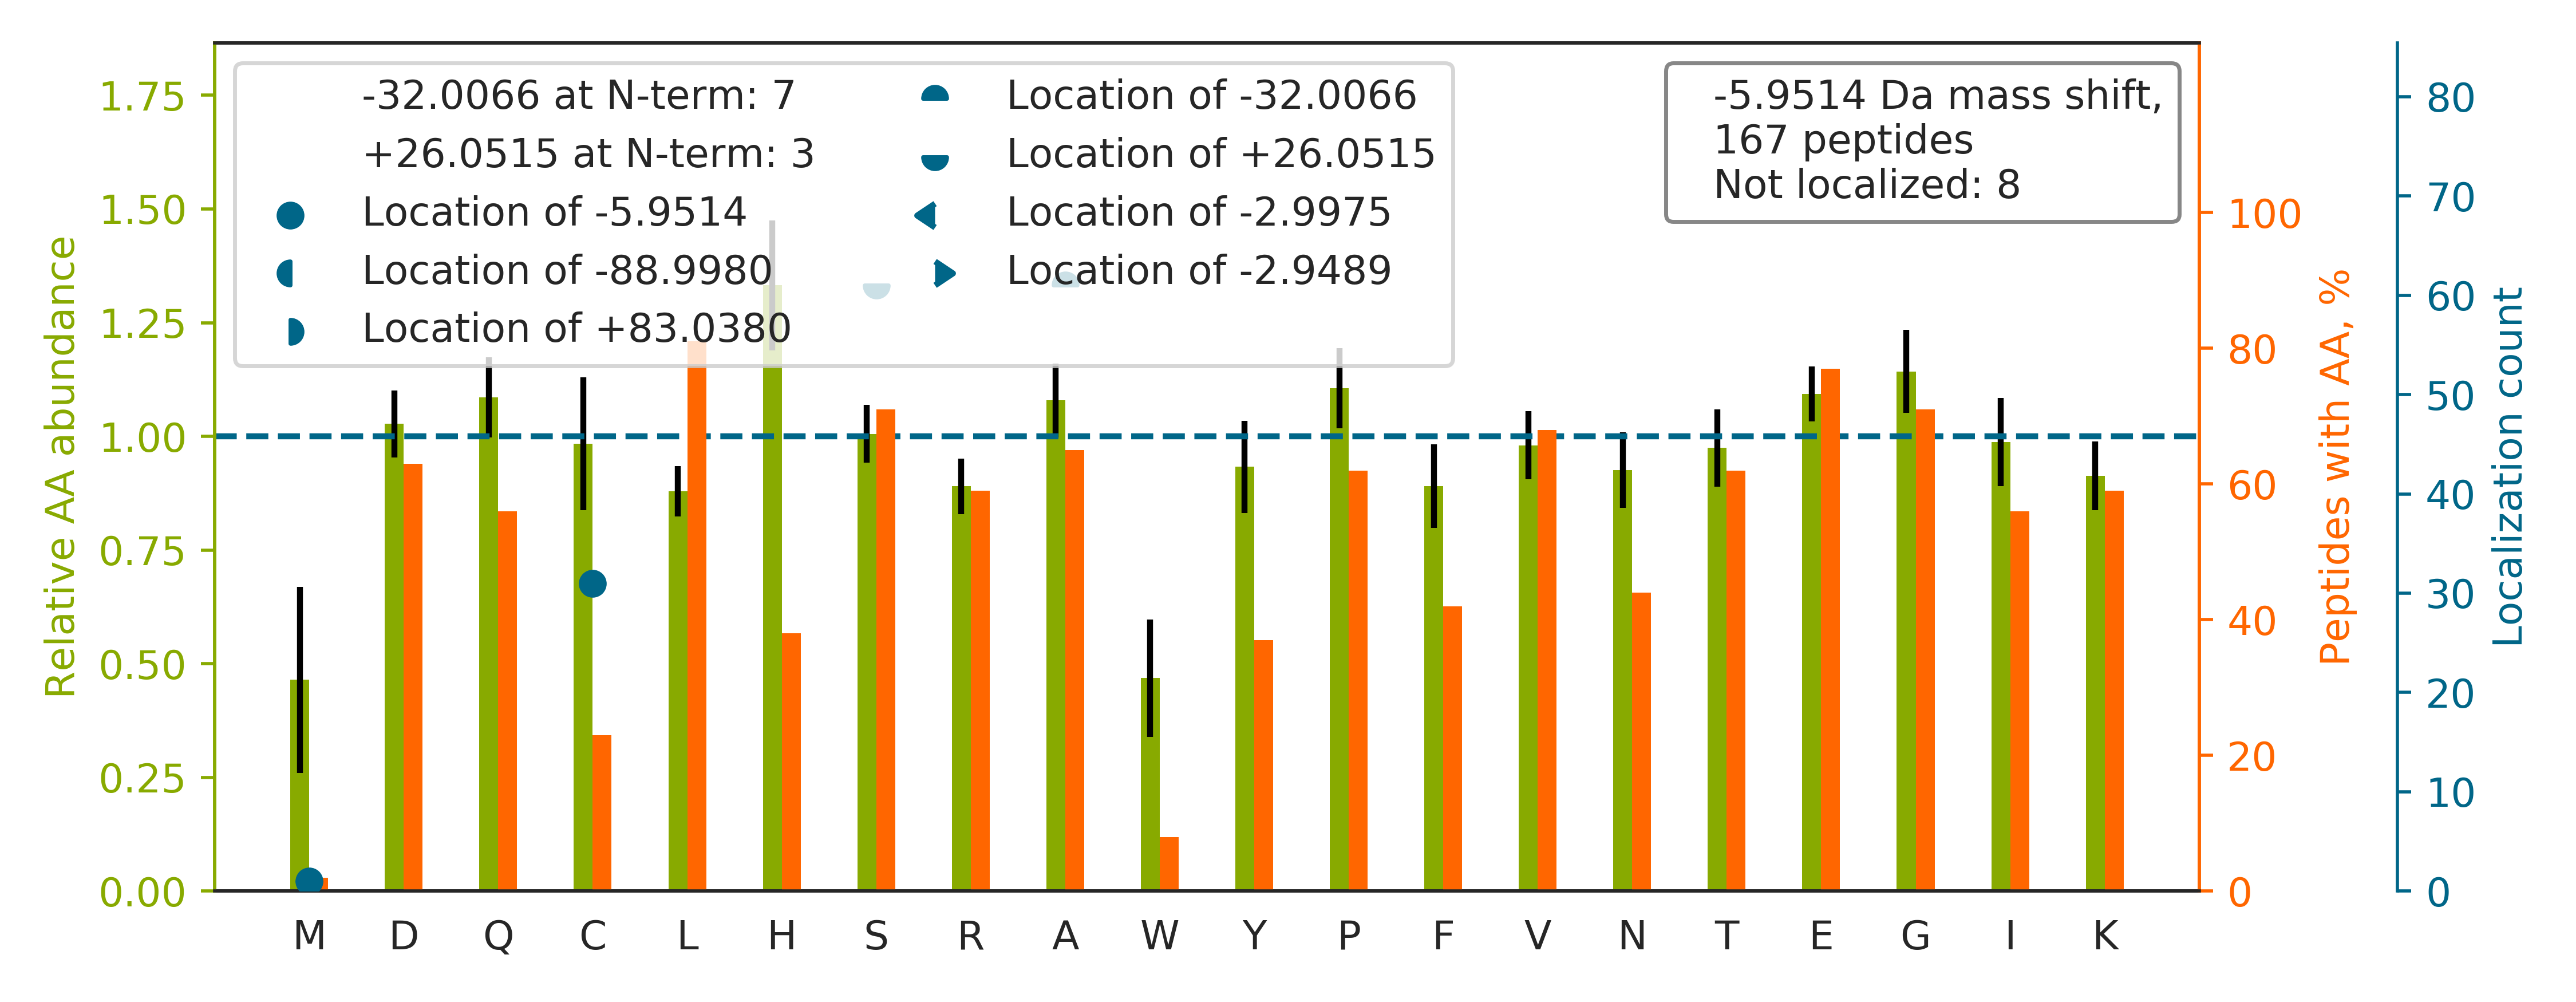 -32.0066 at N-term: 7
+26.0515 at N-term: 3
Location of -5.9514
Location of -88.9980
Location of +83.0380
Location of -32.0066
Location of +26.0515
Location of -2.9975
Location of -2.9489
-5.9514 Da mass shift,
167 peptides
Not localized: 8
Relative AA abundance
1.75
1.50
1.25
1.00
0.75
0.50
0.25
0.00
M D Q C L H S R A W Y P F V N T E G I K
100
80
60
40
20
0
Peptides with AA, %
80
70
60
50
40
30
20
10
0
Localization count